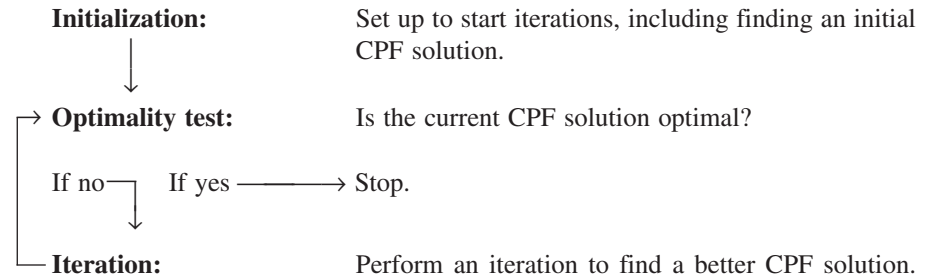 Initialization: Set up to start iterations, including finding an initial
CPF solution.
Optimality test: Is the current CPF solution optimal?
If no If yes Stop.
Iteration: Perform an iteration to find a better CPF solution.